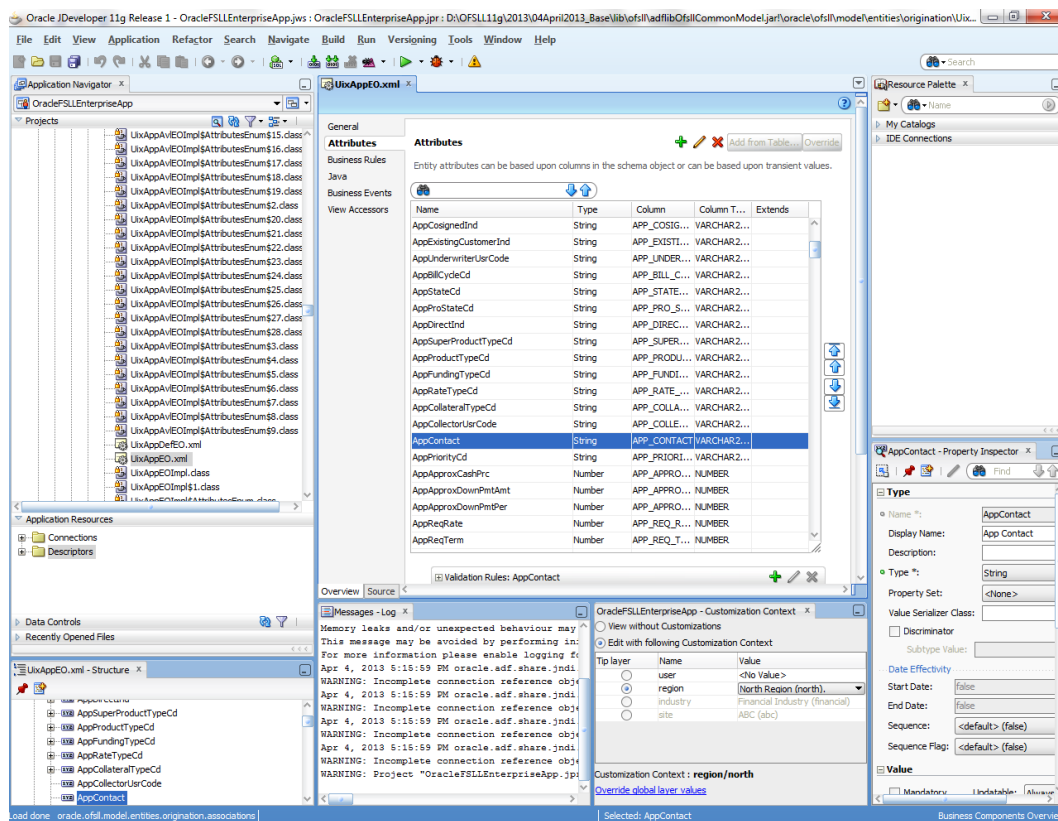 Oracle JDeveloper 11g Release 1 - OracleFSLLEnterpriseApp.jws : OracleFSLLEnterpriseApp.jpr : D:\OFSLL11g\2013\04April2013_Base\lib\ofsll\adflibOfsllCommonModel.jar!\oracle\ofsll\model\entities\origination\Uix...
File Edit View Application Refactor Search Navigate Build Run Versioning Tools Window Help
Search
Application Navigator
OracleFSLLEnterpriseApp
Projects
UixAppAvlEOImpl$AttributesEnum$15.class
UixAppAvlEOImpl$AttributesEnum$16.class
UixAppAvlEOImpl$AttributesEnum$17.class
UixAppAvlEOImpl$AttributesEnum$18.class
UixAppAvlEOImpl$AttributesEnum$19.class
UixAppAvlEOImpl$AttributesEnum$2.class
UixAppAvlEOImpl$AttributesEnum$20.class
UixAppAvlEOImpl$AttributesEnum$21.class
UixAppAvlEOImpl$AttributesEnum$22.class
UixAppAvlEOImpl$AttributesEnum$23.class
UixAppAvlEOImpl$AttributesEnum$24.class
UixAppAvlEOImpl$AttributesEnum$25.class
UixAppAvlEOImpl$AttributesEnum$26.class
UixAppAvlEOImpl$AttributesEnum$27.class
UixAppAvlEOImpl$AttributesEnum$28.class
UixAppAvlEOImpl$AttributesEnum$3.class
UixAppAvlEOImpl$AttributesEnum$4.class
UixAppAvlEOImpl$AttributesEnum$5.class
UixAppAvlEOImpl$AttributesEnum$6.class
UixAppAvlEOImpl$AttributesEnum$7.class
UixAppAvlEOImpl$AttributesEnum$8.class
UixAppAvlEOImpl$AttributesEnum$9.class
UixAppDefEO.xml
UixAppEO.xml
UixAppEOImpl.class
UixAppEOImpl$1.class
UixAppEOImpl$AttributesEnum.class
Application Resources
Connections
Descriptors
Data Controls
Recently Opened Files
UixAppEO.xml - Structure
AppDirectInd
AppSuperProductTypeCd
AppProductTypeCd
AppFundingTypeCd
AppRateTypeCd
AppCollateralTypeCd
AppCollectorUsrCode
AppContact
UixAppEO.xml
General
Attributes
Business Rules
Java
Business Events
View Accessors
Attributes
Add from Table... Override
Entity attributes can be based upon columns in the schema object or can be based upon transient values.
Name Type Column Column T... Extends
AppCosignedInd String APP_COSIG... VARCHAR2...
AppExistingCustomerInd String APP_EXISTI... VARCHAR2...
AppUnderwriterUsrCode String APP_UNDER... VARCHAR2...
AppBillCycleCd String APP_BILL_C... VARCHAR2...
AppStateCd String APP_STATE... VARCHAR2...
AppProStateCd String APP_PRO_S... VARCHAR2...
AppDirectInd String APP_DIREC... VARCHAR2...
AppSuperProductTypeCd String APP_SUPER... VARCHAR2...
AppProductTypeCd String APP_PRODU... VARCHAR2...
AppFundingTypeCd String APP_FUNDI... VARCHAR2...
AppRateTypeCd String APP_RATE_... VARCHAR2...
AppCollateralTypeCd String APP_COLLA... VARCHAR2...
AppCollectorUsrCode String APP_COLLE... VARCHAR2...
AppContact String APP_CONTACT VARCHAR2...
AppPriorityCd String APP_PRIORI... VARCHAR2...
AppApproxCashPrc Number APP_APPRO... NUMBER
AppApproxDownPmtAmt Number APP_APPRO... NUMBER
AppApproxDownPmtPer Number APP_APPRO... NUMBER
AppReqRate Number APP_REQ_R... NUMBER
AppReqTerm Number APP_REQ_T... NUMBER
Validation Rules: AppContact
Overview Source
Messages - Log
Memory leaks and/or unexpected behaviour may
This message may be avoided by performing in
For more information please enable logging fo
Apr 4, 2013 5:15:59 PM oracle.adf.share.jndi
WARNING: Incomplete connection reference obje
Apr 4, 2013 5:15:59 PM oracle.adf.share.jndi
WARNING: Incomplete connection reference obje
Apr 4, 2013 5:15:59 PM oracle.adf.share.jndi
WARNING: Incomplete connection reference obje
Apr 4, 2013 5:15:59 PM oracle.adf.share.jndi
WARNING: Incomplete connection reference obje
WARNING: Project "OracleFSLLEnterpriseApp.jp
OracleFSLLEnterpriseApp - Customization Context
View without Customizations
Edit with following Customization Context
Tip layer Name Value
user <No Value>
region North Region (north).
industry Financial Industry (financial)
site ABC (abc)
Customization Context : region/north
Override global layer values
Resource Palette
Name
My Catalogs
IDE Connections
AppContact - Property Inspector
Find
Type
Name *: AppContact
Display Name: App Contact
Description:
Type *: String
Property Set: <None>
Value Serializer Class:
Discriminator
Subtype Value:
Date Effectivity
Start Date: false
End Date: false
Sequence: <default> (false)
Sequence Flag: <default> (false)
Value
Mandatory Updatable: Always
Load done oracle.ofsll.model.entities.origination.associations Selected: AppContact Business Components Overvie